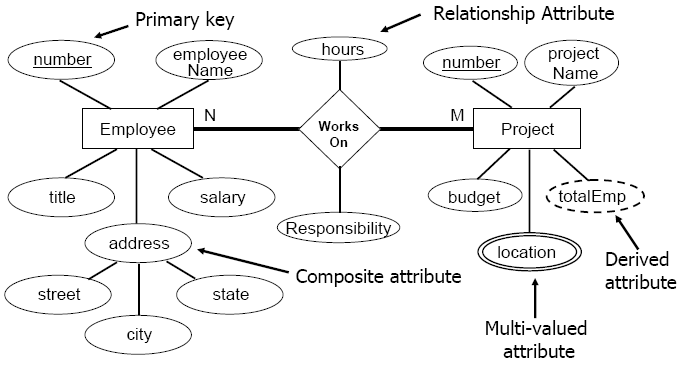 Primary key
Relationship Attribute
number
employee
Name
hours
number
project
Name
Employee
N
Works
On
M
Project
title
salary
Responsibility
budget
totalEmp
address
location
Derived
attribute
Composite attribute
street
state
city
Multi-valued
attribute